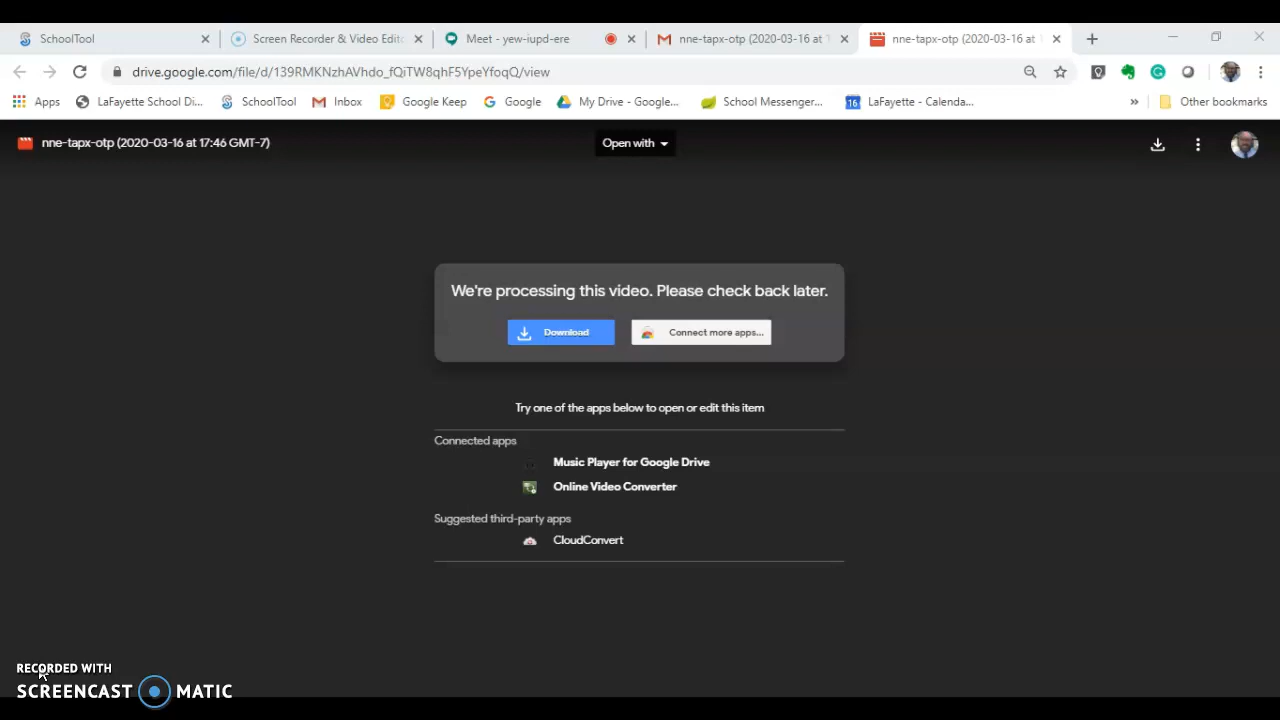 SchoolTool
Screen Recorder & Video Edit
Meet - yew-iupd-ere
nne-tapx-otp (2020-03-16 at
nne-tapx-otp (2020-03-16 at
drive.google.com/file/d/139RMKNzhAVhdo_fQiTW8qhF5YpeYfoqQ/view
Apps
LaFayette School Di...
SchoolTool
Inbox
Google Keep
Google
My Drive - Google...
School Messenger...
16
LaFayette - Calenda...
»
Other bookmarks
nne-tapx-otp (2020-03-16 at 17:46 GMT-7)
Open with
We're processing this video. Please check back later.
Download
Connect more apps...
Try one of the apps below to open or edit this item
Connected apps
Music Player for Google Drive
Online Video Converter
Suggested third-party apps
CloudConvert
RECORDED WITH
SCREENCAST MATIC